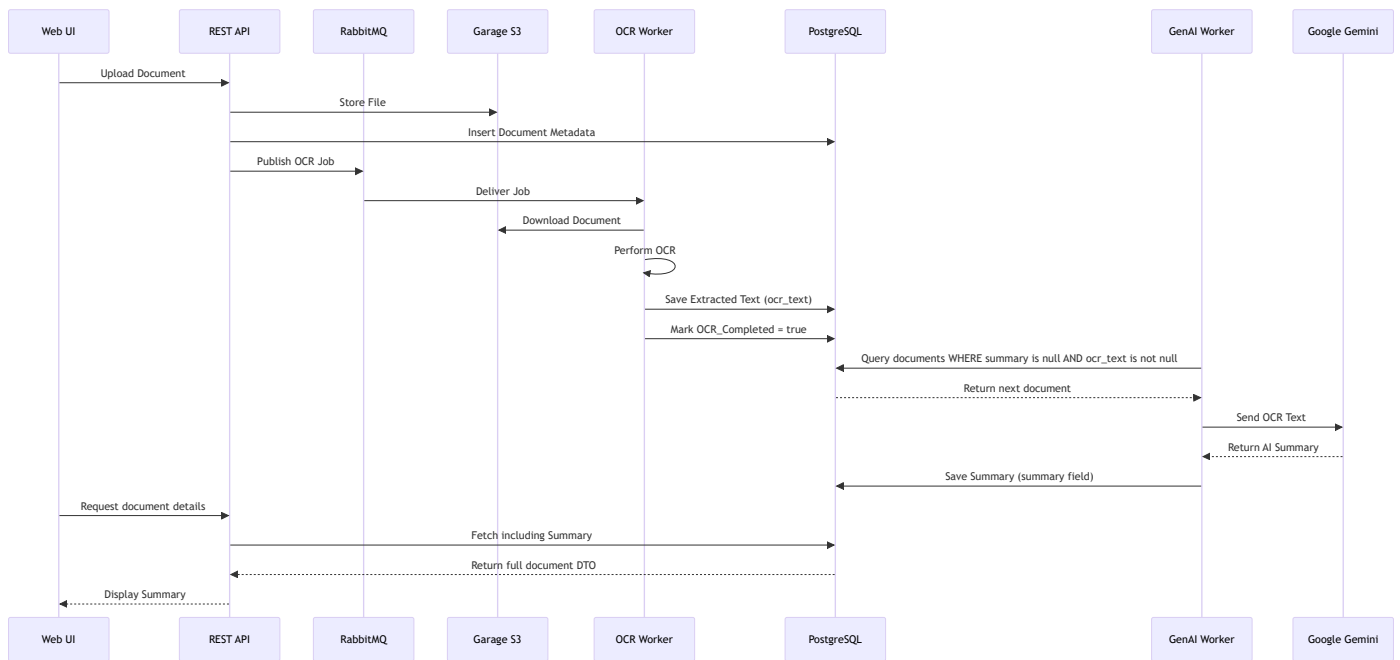 Web UI
REST API
RabbitMQ
Garage S3
OCR Worker
PostgreSQL
GenAI Worker
Google Gemini
Upload Document
Store File
Insert Document Metadata
Publish OCR Job
Deliver Job
Download Document
Perform OCR
Save Extracted Text (ocr_text)
Mark OCR_Completed = true
Query documents WHERE summary is null AND ocr_text is not null
Return next document
Send OCR Text
Return AI Summary
Save Summary (summary field)
Request document details
Fetch including Summary
Return full document DTO
Display Summary
Web UI
REST API
RabbitMQ
Garage S3
OCR Worker
PostgreSQL
GenAI Worker
Google Gemini